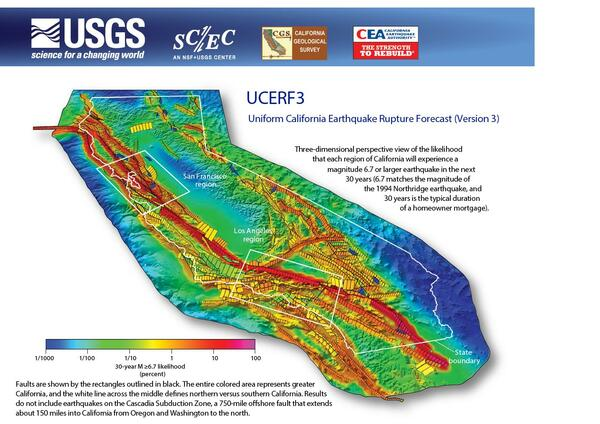 USGS
science for a changing world
SC/EC
AN NSF+USGS CENTER
C.G.S.
CALIFORNIA
GEOLOGICAL
SURVEY
CEA CALIFORNIA
EARTHQUAKE
AUTHORITY
THE STRENGTH
TO REBUILD
UCERF3
Uniform California Earthquake Rupture Forecast (Version 3)
Three-dimensional perspective view of the likelihood
that each region of California will experience a
magnitude 6.7 or larger earthquake in the next
30 years (6.7 matches the magnitude of
the 1994 Northridge earthquake, and
30 years is the typical duration
of a homeowner mortgage).
San Francisco
region
Los Angeles
region
State
boundary
1/1000 1/100 1/10 1 10 100
30-year M ≥6.7 likelihood
(percent)
Faults are shown by the rectangles outlined in black. The entire colored area represents greater
California, and the white line across the middle defines northern versus southern California. Results
do not include earthquakes on the Cascadia Subduction Zone, a 750-mile offshore fault that extends
about 150 miles into California from Oregon and Washington to the north.